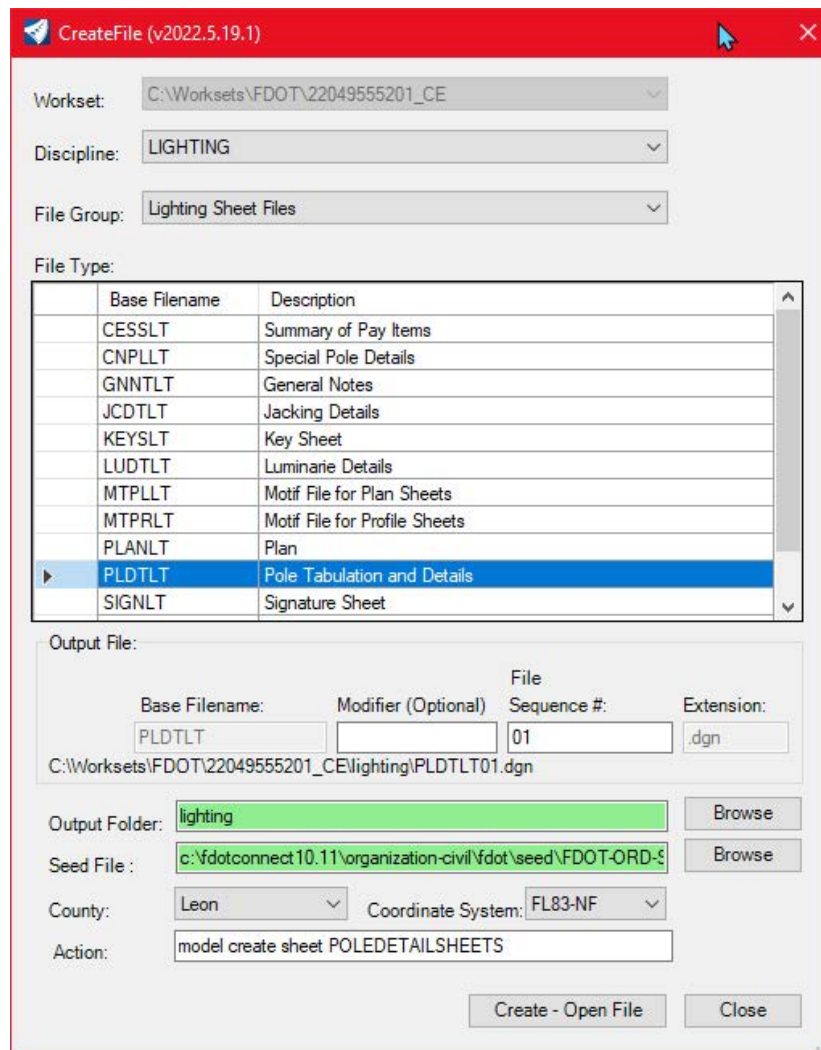 CreateFile (v2022.5.19.1)
Workset: C:\Worksets\FDOT\22049555201_CE
Discipline: LIGHTING
File Group: Lighting Sheet Files
File Type:
Base Filename Description
CESSLT Summary of Pay Items
CNPLLT Special Pole Details
GNNTLT General Notes
JCDTLT Jacking Details
KEYSLT Key Sheet
LUDTLT Luminarie Details
MTPLLT Motif File for Plan Sheets
MTPRLT Motif File for Profile Sheets
PLANLT Plan
PLDTLT Pole Tabulation and Details
SIGNLT Signature Sheet
Output File:
File
Base Filename: Modifier (Optional) Sequence #: Extension:
PLDTLT 01 .dgn
C:\Worksets\FDOT\22049555201_CE\lighting\PLDTLT01.dgn
Output Folder: lighting Browse
Seed File : c:\fdotconnect10.11\organization-civil\fdot\seed\FDOT-ORD-S Browse
County: Leon Coordinate System: FL83-NF
Action: model create sheet POLEDETAILSHEETS
Create - Open File Close